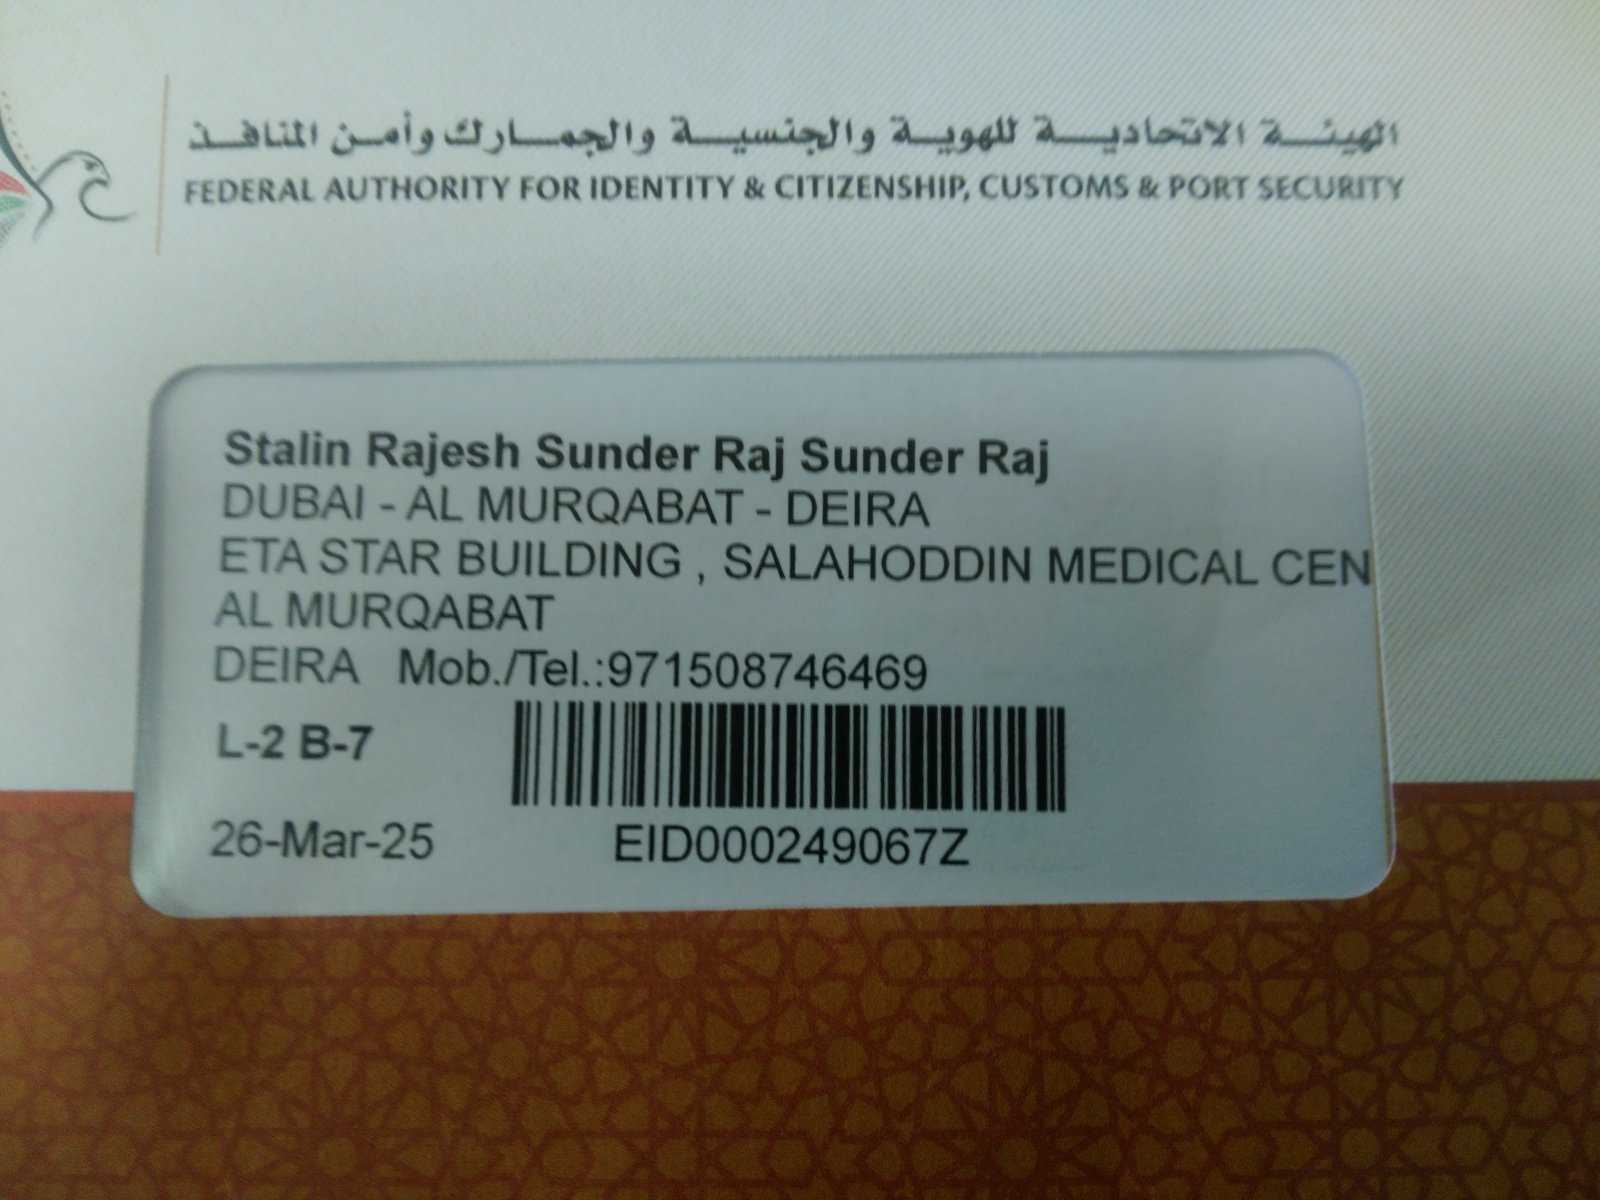 الهيئة الاتحادية للهوية والجنسية والجمارك وأمن المنافذ
FEDERAL AUTHORITY FOR IDENTITY & CITIZENSHIP, CUSTOMS & PORT SECURITY
Stalin Rajesh Sunder Raj Sunder Raj
DUBAI - AL MURQABAT - DEIRA
ETA STAR BUILDING , SALAHODDIN MEDICAL CEN
AL MURQABAT
DEIRA Mob./Tel.:971508746469
L-2 B-7
26-Mar-25 EID000249067Z